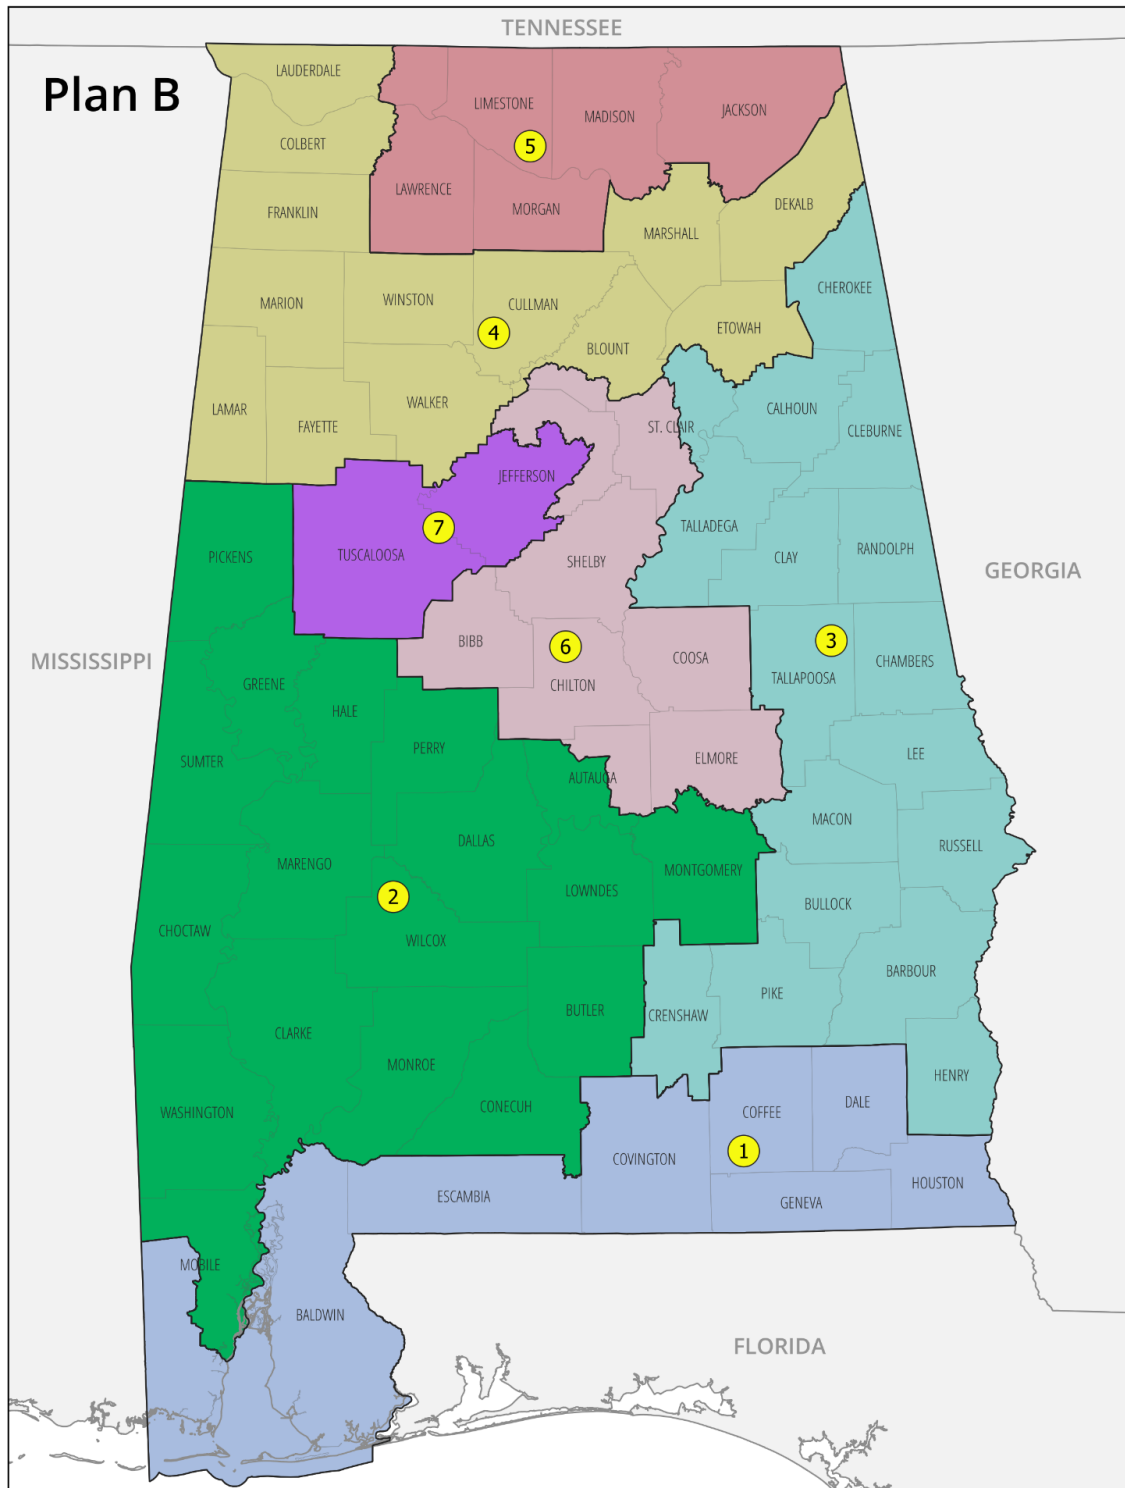 TENNESSEE
Plan B
LAUDERDALE
LIMESTONE
MADISON
JACKSON
COLBERT
5
LAWRENCE
MORGAN
FRANKLIN
DEKALB
MARSHALL
CHEROKEE
MARION
WINSTON
CULLMAN
4
ETOWAH
BLOUNT
LAMAR
FAYETTE
WALKER
CALHOUN
ST. CLAIR
CLEBURNE
JEFFERSON
7
TALLADEGA
PICKENS
TUSCALOOSA
SHELBY
CLAY
RANDOLPH
GEORGIA
MISSISSIPPI
BIBB
6
COOSA
3
CHAMBERS
TALLAPOOSA
GREENE
HALE
CHILTON
PERRY
ELMORE
LEE
SUMTER
AUTAUGA
MACON
DALLAS
RUSSELL
MARENGO
MONTGOMERY
LOWNDES
2
BULLOCK
CHOCTAW
WILCOX
BARBOUR
PIKE
CLARKE
BUTLER
CRENSHAW
MONROE
HENRY
WASHINGTON
CONECUH
COFFEE
DALE
1
COVINGTON
HOUSTON
ESCAMBIA
GENEVA
MOBILE
BALDWIN
FLORIDA